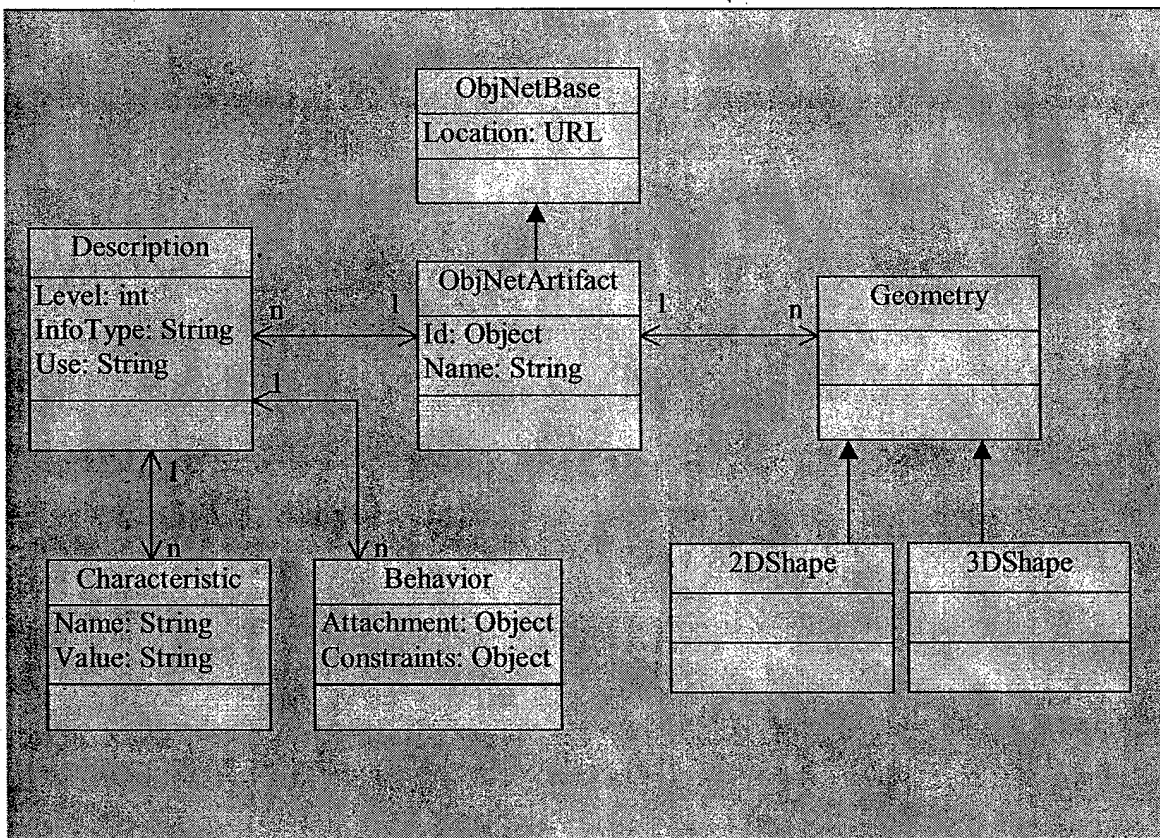 ObjNetBase
Location: URL
Description
Level: int
InfoType: String
Use: String
n
1
ObjNetArtifact
Id: Object
Name: String
1
n
Geometry
1
1
n
n
Characteristic
Name: String
Value: String
Behavior
Attachment: Object
Constraints: Object
2DShape
3DShape